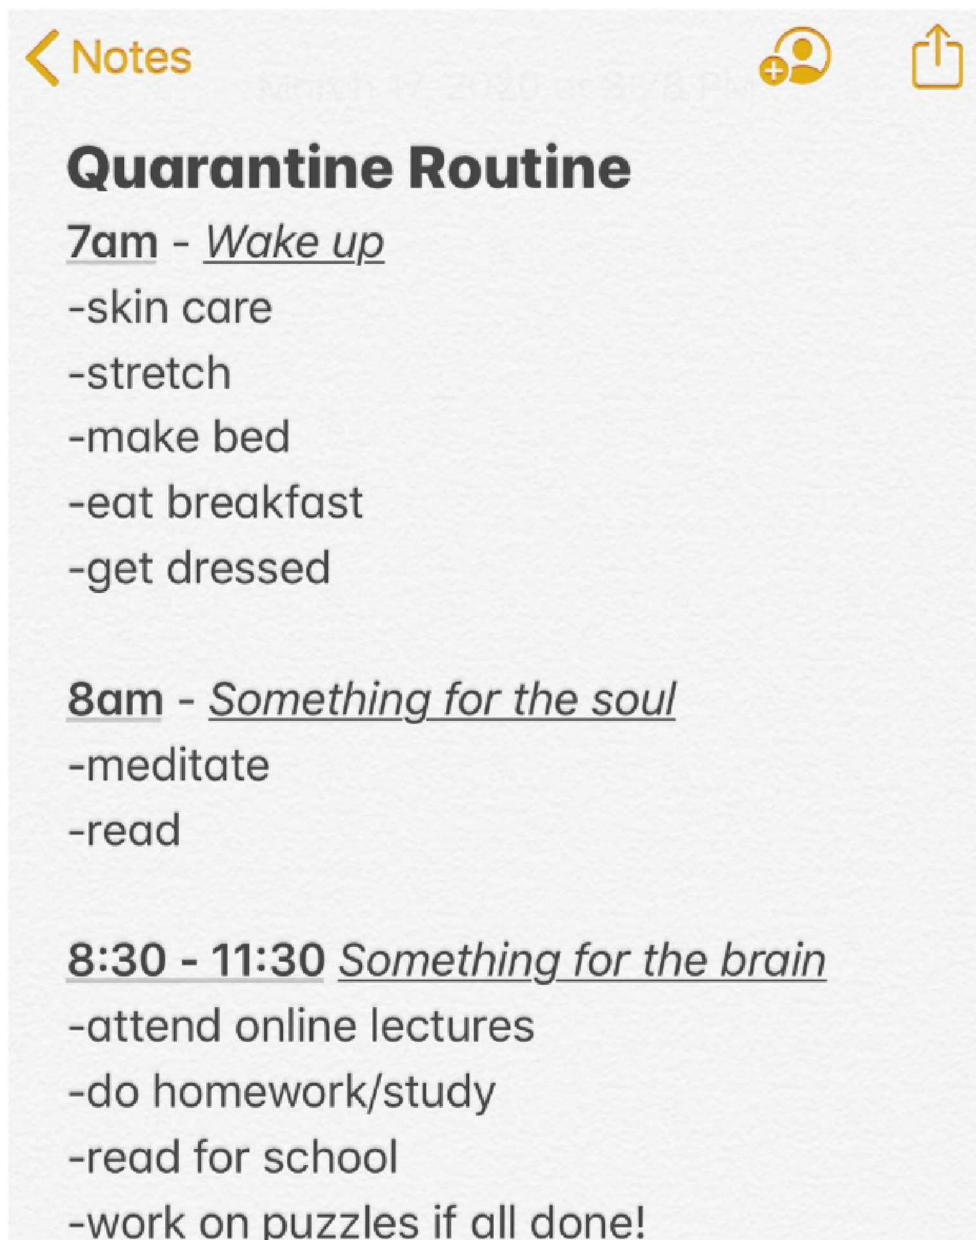 Notes
Quarantine Routine
7am - Wake up
-skin care
-stretch
-make bed
-eat breakfast
-get dressed
8am - Something for the soul
-meditate
-read
8:30 - 11:30 Something for the brain
-attend online lectures
-do homework/study
-read for school
-work on puzzles if all done!